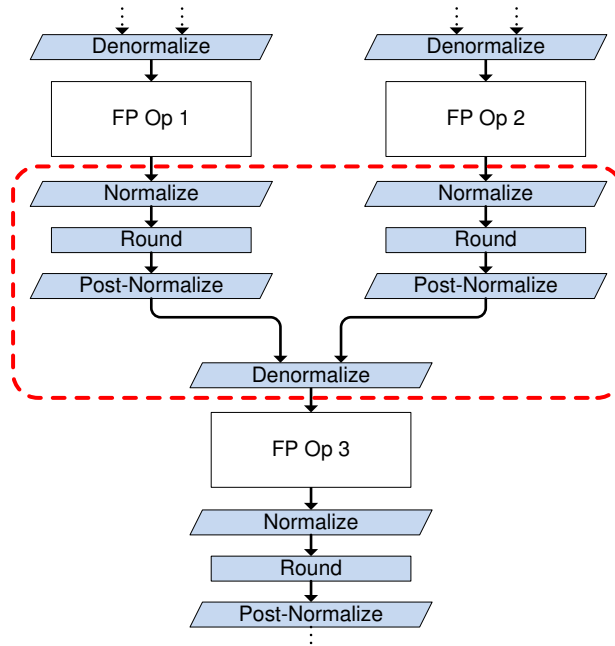 Denormalize Denormalize
FP Op 1 FP Op 2
Normalize Normalize
Round Round
Post-Normalize Post-Normalize
Denormalize
FP Op 3
Normalize
Round
Post-Normalize